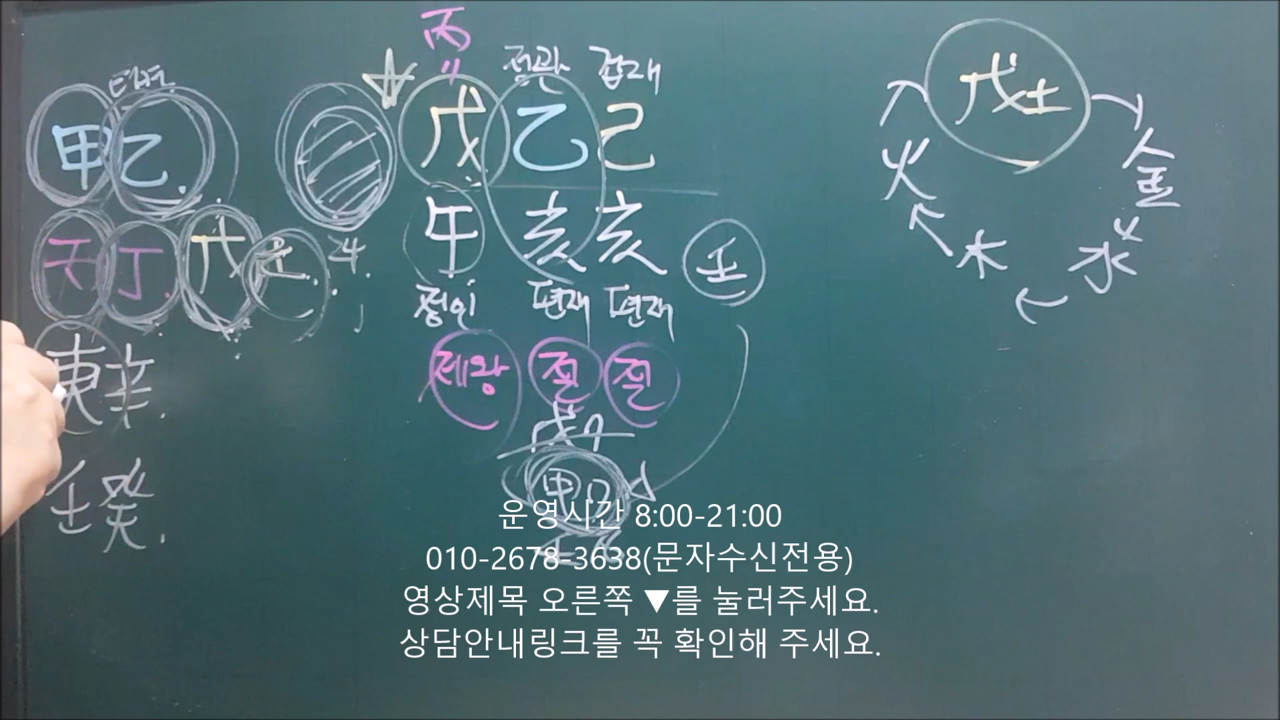 丙
정관 겁재
甲乙. 戊乙己 戊土
丙丁戊己. 午亥亥 壬 火 金
정인 편재 편재 木 水
庚辛. 제왕 절 절
壬癸.
운영시간 8:00-21:00
010-2678-3638(문자수신전용)
영상제목 오른쪽 ▼를 눌러주세요.
상담안내링크를 꼭 확인해 주세요.